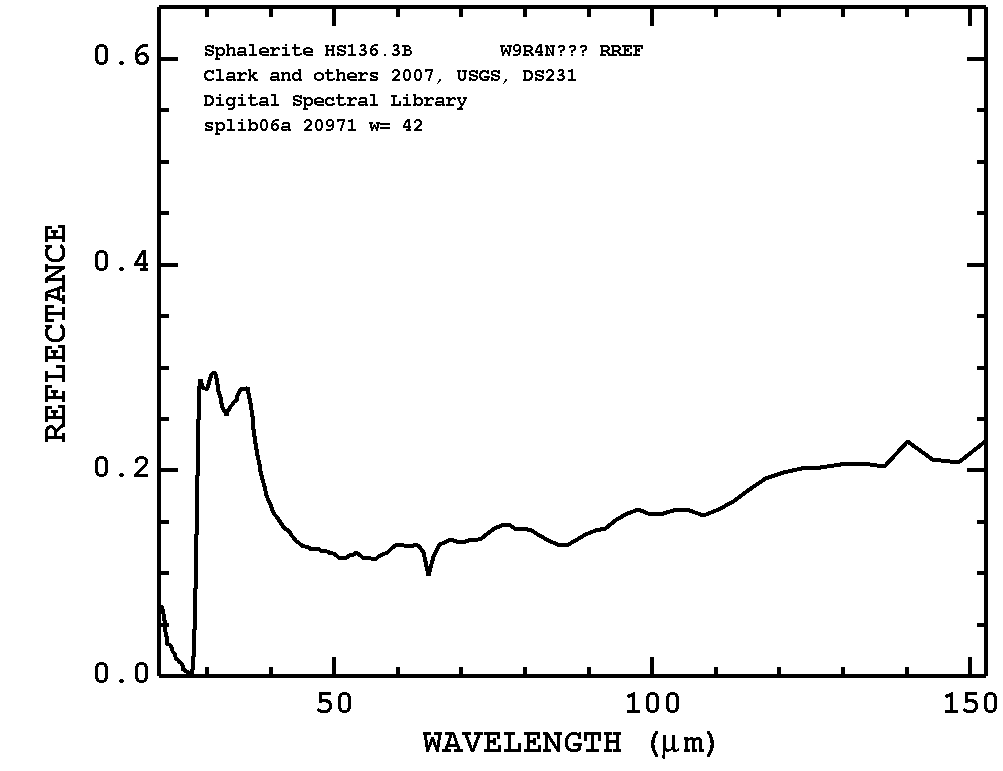 Sphalerite HS136.3B W9R4N??? RREF
Clark and others 2007, USGS, DS231
Digital Spectral Library
splib06a 20971 w= 42
REFLECTANCE
0.6
0.4
0.2
0.0
50 100 150
WAVELENGTH (μm)